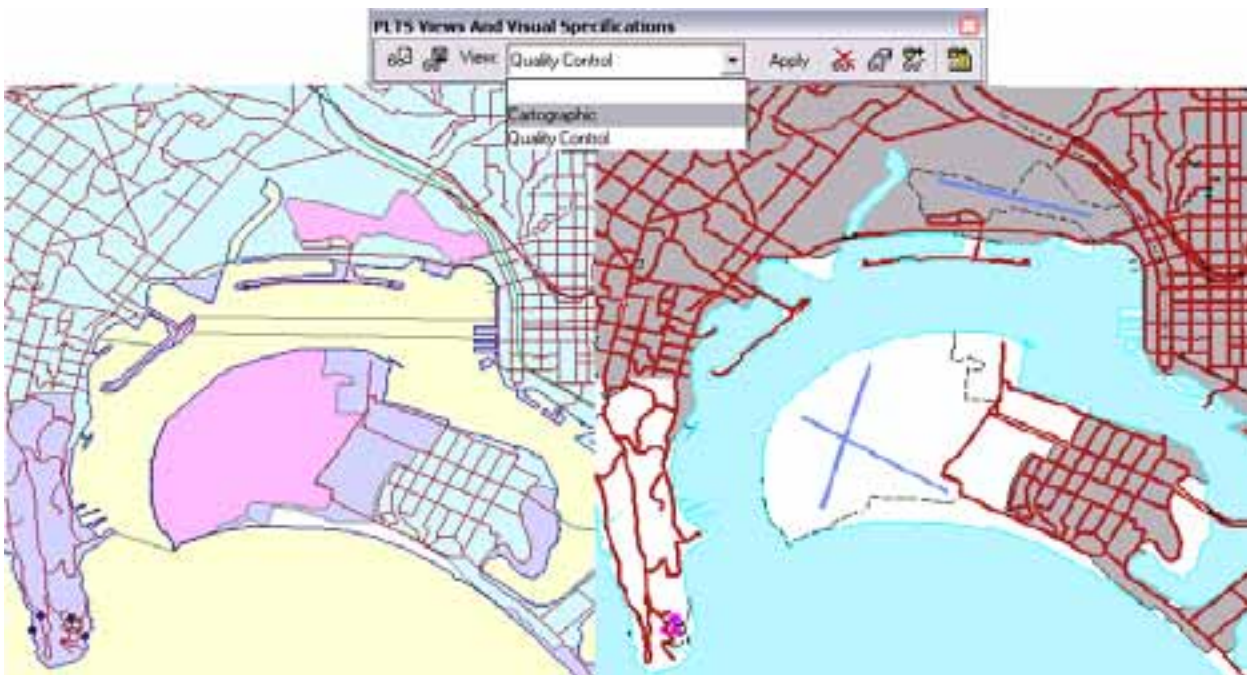 PLTS Views And Visual Specifications
View: Quality Control Apply
Cartographic
Quality Control